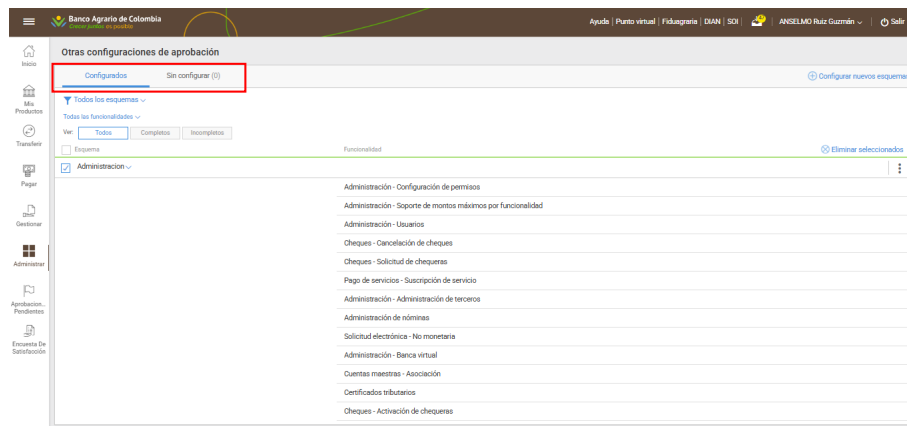 Banco Agrario de Colombia
Crecer juntos es posible
Ayuda | Punto virtual | Fiduagraria | DIAN | SOI | ANSELMO Ruiz Guzmán | Salir
Inicio
Mis Productos
Transferir
Pagar
Gestionar
Administrar
Aprobacion... Pendientes
Encuesta De Satisfacción
Otras configuraciones de aprobación
Configurados Sin configurar (0)
Configurar nuevos esquemas
Todos los esquemas
Todas las funcionalidades
Ver: Todos Completos Incompletos
Esquema Funcionalidad Eliminar seleccionados
Administracion
Administración - Configuración de permisos
Administración - Soporte de montos máximos por funcionalidad
Administración - Usuarios
Cheques - Cancelación de cheques
Cheques - Solicitud de chequeras
Pago de servicios - Suscripción de servicio
Administración - Administración de terceros
Administración de nóminas
Solicitud electrónica - No monetaria
Administración - Banca virtual
Cuentas maestras - Asociación
Certificados tributarios
Cheques - Activación de chequeras